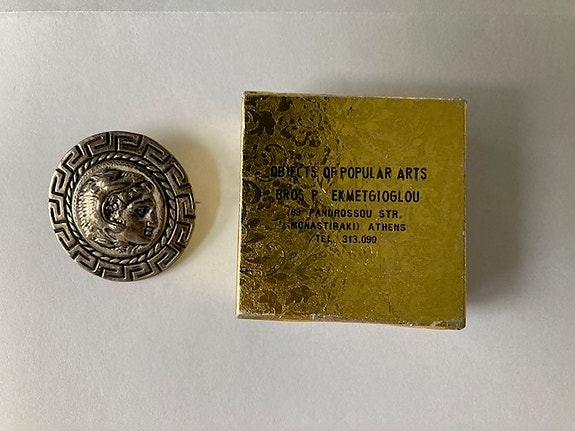 OBJECTS OF POPULAR ARTS
BROS P. EKMETGIOGLOU
83 PANDROSSOU STR.
(MONASTIRAKI) ATHENS
TEL. 313.090